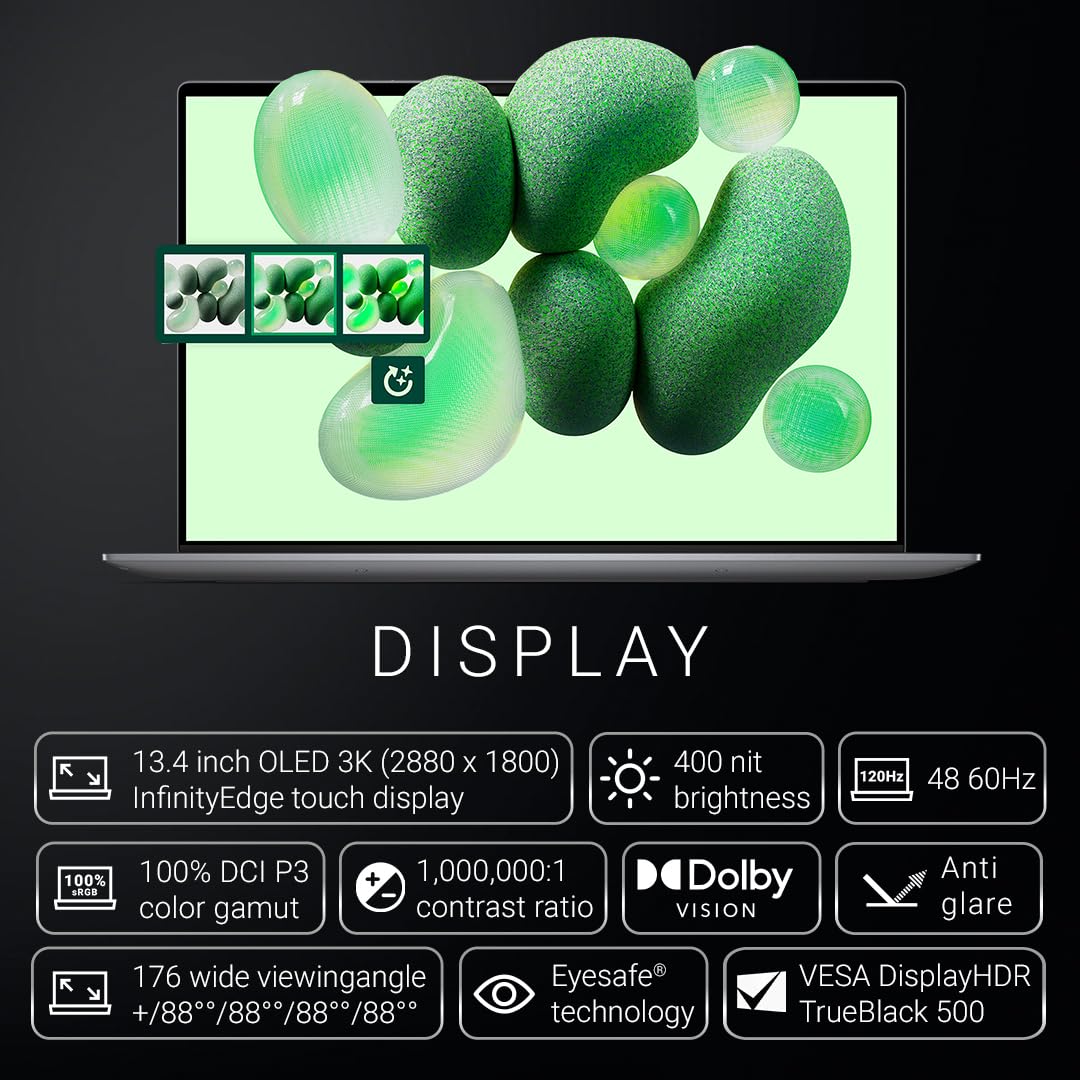 DISPLAY
13.4 inch OLED 3K (2880 x 1800)
InfinityEdge touch display
400 nit
brightness
120Hz
48 60Hz
100%
sRGB
100% DCI P3
color gamut
1,000,000:1
contrast ratio
Dolby
VISION
Anti
glare
176 wide viewingangle
+/88°°/88°°/88°°/88°°
Eyesafe®
technology
VESA DisplayHDR
TrueBlack 500